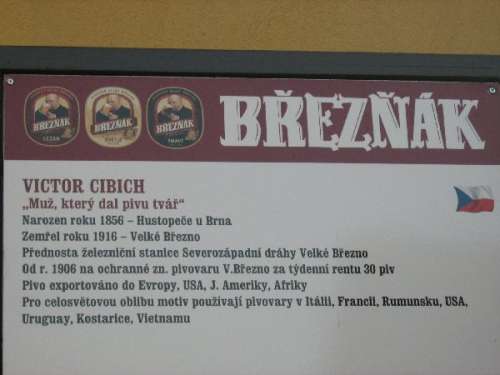 BŘEZŇÁK BŘEZŇÁK BŘEZŇÁK
BŘEZŇÁK
VICTOR CIBICH
„Muž, který dal pivu tvář“
Narozen roku 1856 – Hustopeče u Brna
Zemřel roku 1916 – Velké Březno
Přednosta železniční stanice Severozápadní dráhy Velké Březno
Od r. 1906 na ochranné zn. pivovaru V.Březno za týdenní rentu 30 piv
Pivo exportováno do Evropy, USA, J. Ameriky, Afriky
Pro celosvětovou oblibu motiv používají pivovary v Itálii, Francii, Rumunsku, USA,
Uruguay, Kostarice, Vietnamu